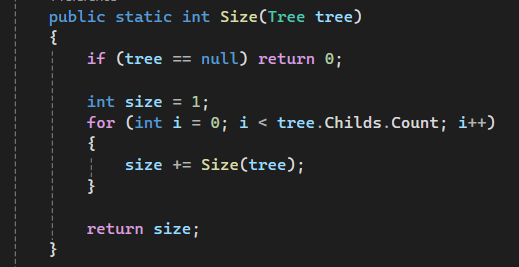 public static int Size(Tree tree)
{
if (tree == null) return 0;
int size = 1;
for (int i = 0; i < tree.Childs.Count; i++)
{
size += Size(tree);
}
return size;
}